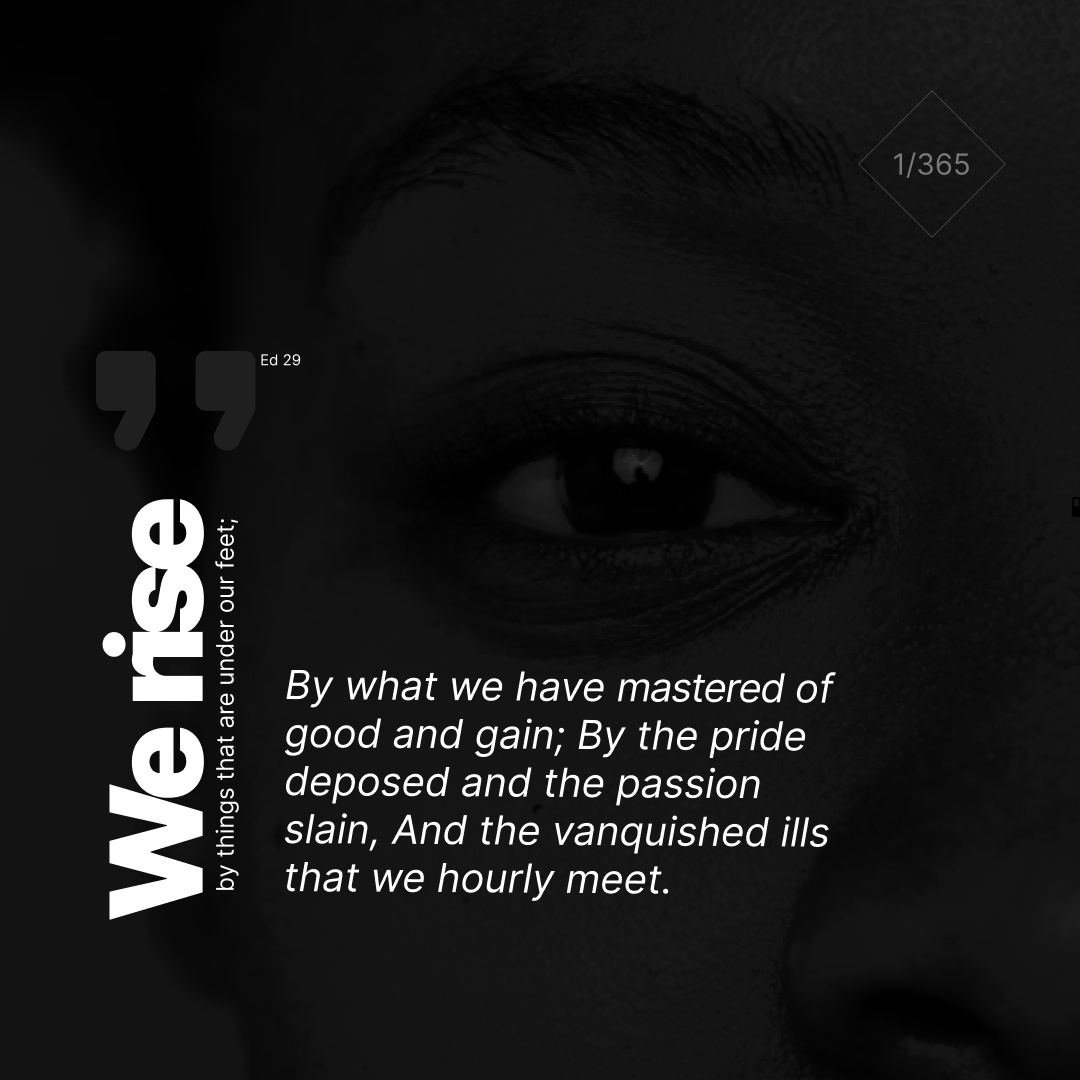 1/365
Ed 29
We rise
by things that are under our feet;
By what we have mastered of
good and gain; By the pride
deposed and the passion
slain, And the vanquished ills
that we hourly meet.